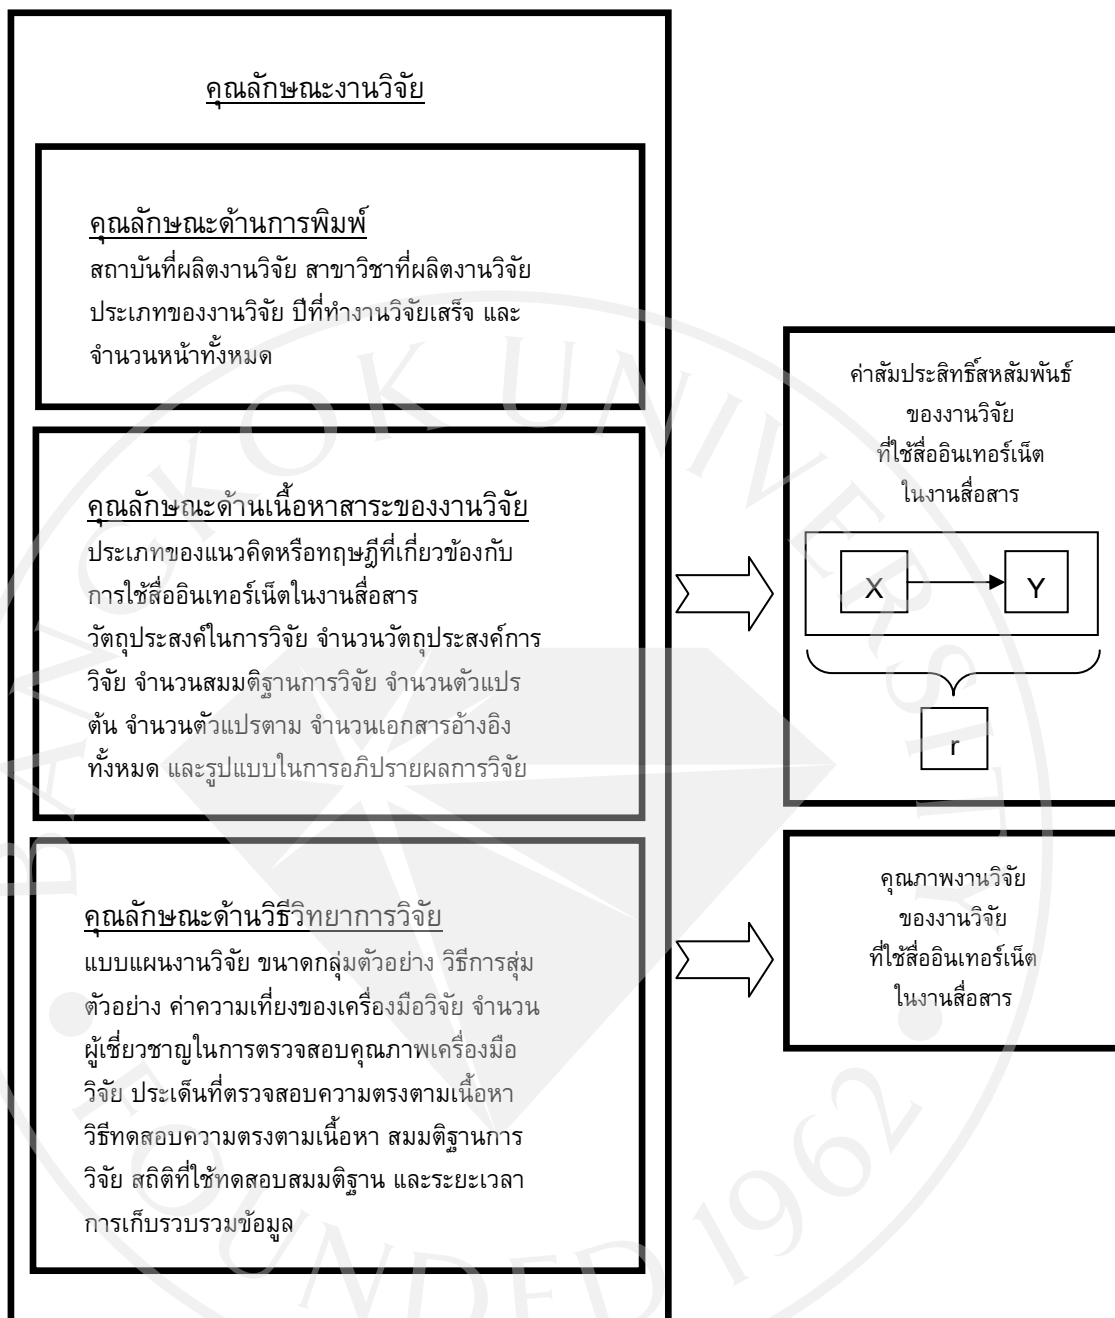 คุณลักษณะงานวิจัย
คุณลักษณะด้านการพิมพ์
สถาบันที่ผลิตงานวิจัย สาขาวิชาที่ผลิตงานวิจัย
ประเภทของงานวิจัย ปีที่ทำงานวิจัยเสร็จ และ
จำนวนหน้าทั้งหมด
คุณลักษณะด้านเนื้อหาสาระของงานวิจัย
ประเภทของแนวคิดหรือทฤษฎีที่เกี่ยวข้องกับ
การใช้สื่ออินเทอร์เน็ตในงานสื่อสาร
วัตถุประสงค์ในการวิจัย จำนวนวัตถุประสงค์การ
วิจัย จำนวนสมมติฐานการวิจัย จำนวนตัวแปร
ต้น จำนวนตัวแปรตาม จำนวนเอกสารอ้างอิง
ทั้งหมด และรูปแบบในการอภิปรายผลการวิจัย
คุณลักษณะด้านวิธีวิทยาการวิจัย
แบบแผนงานวิจัย ขนาดกลุ่มตัวอย่าง วิธีการสุ่ม
ตัวอย่าง ค่าความเที่ยงของเครื่องมือวิจัย จำนวน
ผู้เชี่ยวชาญในการตรวจสอบคุณภาพเครื่องมือ
วิจัย ประเด็นที่ตรวจสอบความตรงตามเนื้อหา
วิธีทดสอบความตรงตามเนื้อหา สมมติฐานการ
วิจัย สถิติที่ใช้ทดสอบสมมติฐาน และระยะเวลา
การเก็บรวบรวมข้อมูล
ค่าสัมประสิทธิ์สหสัมพันธ์
ของงานวิจัย
ที่ใช้สื่ออินเทอร์เน็ต
ในงานสื่อสาร
X Y
r
คุณภาพงานวิจัย
ของงานวิจัย
ที่ใช้สื่ออินเทอร์เน็ต
ในงานสื่อสาร
BANGKOK UNIVERSITY
FOUNDED 1962